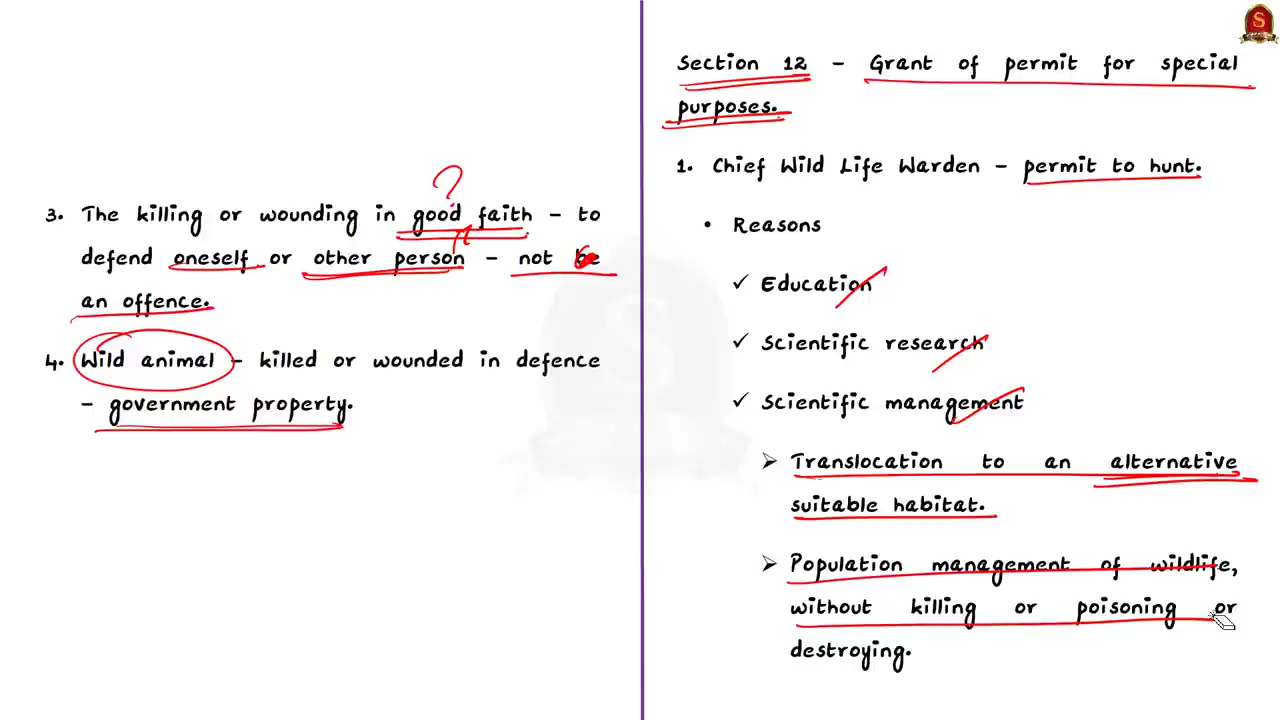 3. The killing or wounding in good faith - to
defend oneself or other person - not be
an offence.
4. Wild animal - killed or wounded in defence
- government property.
?
Section 12 - Grant of permit for special
purposes.
1. Chief Wild Life Warden - permit to hunt.
• Reasons
✓ Education
✓ Scientific research
✓ Scientific management
➢ Translocation to an alternative
suitable habitat.
➢ Population management of wildlife,
without killing or poisoning or
destroying.
S